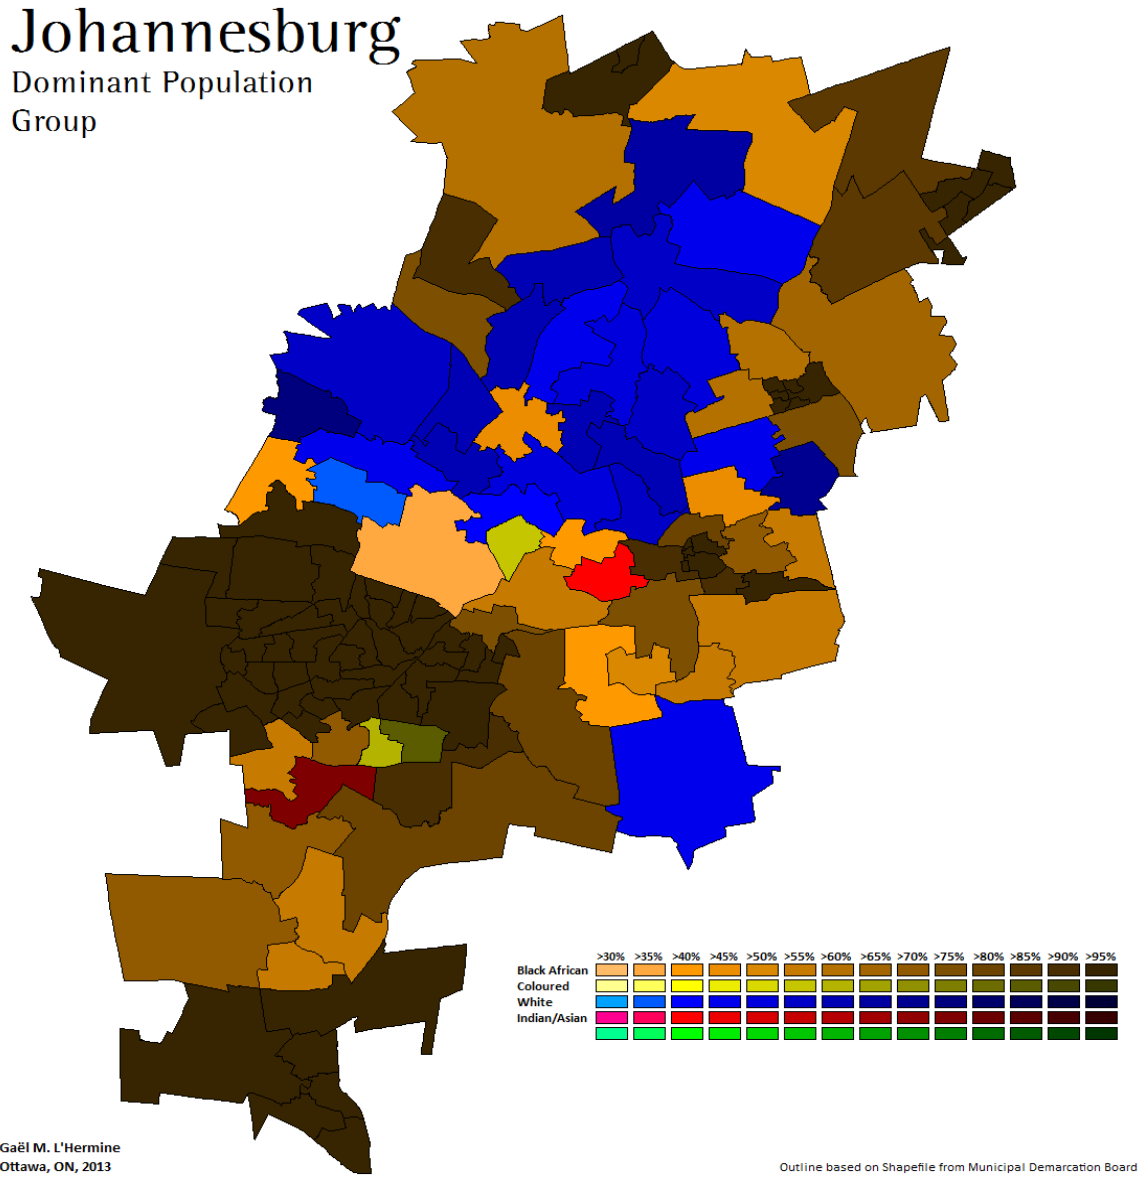 Johannesburg
Dominant Population
Group
>30% >35% >40% >45% >50% >55% >60% >65% >70% >75% >80% >85% >90% >95%
Black African
Coloured
White
Indian/Asian
Gaël M. L'Hermine
Ottawa, ON, 2013
Outline based on Shapefile from Municipal Demarcation Board